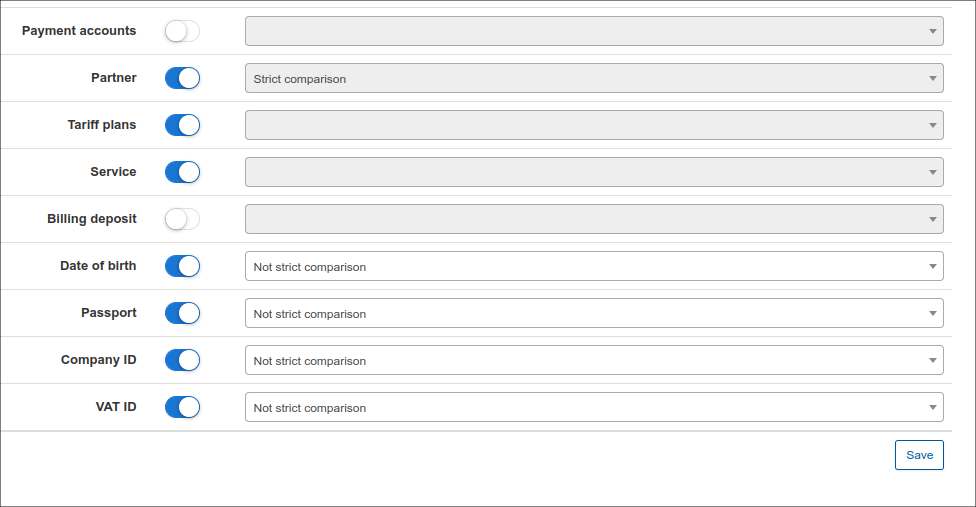 Payment accounts
Partner Strict comparison
Tariff plans
Service
Billing deposit
Date of birth Not strict comparison
Passport Not strict comparison
Company ID Not strict comparison
VAT ID Not strict comparison
Save